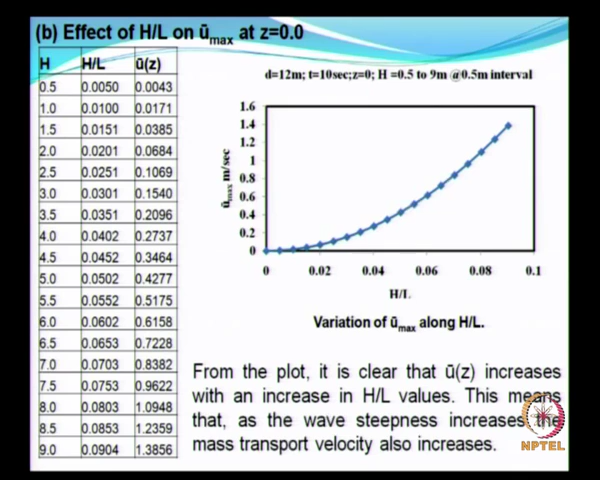 (b) Effect of H/L on ūmax at z=0.0
H H/L ū(z)
0.5 0.0050 0.0043
1.0 0.0100 0.0171
1.5 0.0151 0.0385
2.0 0.0201 0.0684
2.5 0.0251 0.1069
3.0 0.0301 0.1540
3.5 0.0351 0.2096
4.0 0.0402 0.2737
4.5 0.0452 0.3464
5.0 0.0502 0.4277
5.5 0.0552 0.5175
6.0 0.0602 0.6158
6.5 0.0653 0.7228
7.0 0.0703 0.8382
7.5 0.0753 0.9622
8.0 0.0803 1.0948
8.5 0.0853 1.2359
9.0 0.0904 1.3856
d=12m; t=10sec;z=0; H =0.5 to 9m @0.5m interval
ūmax m/sec
1.6
1.4
1.2
1
0.8
0.6
0.4
0.2
0
0 0.02 0.04 0.06 0.08 0.1
H/L
Variation of ūmax along H/L.
From the plot, it is clear that ū(z) increases
with an increase in H/L values. This means
that, as the wave steepness increases the
mass transport velocity also increases.
NPTEL